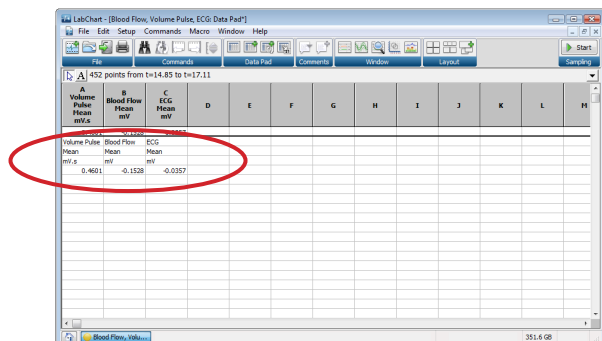 LabChart - [Blood Flow, Volume Pulse, ECG: Data Pad*]
File Edit Setup Commands Macro Window Help
Start
File Commands Data Pad Comments Window Layout Sampling
A 452 points from t=14.85 to t=17.11
A Volume Pulse Mean mV.s B Blood Flow Mean mV C ECG Mean mV D E F G H I J K L M
Volume Pulse Blood Flow ECG
Mean Mean Mean
mV.s mV mV
0.4601 -0.1528 -0.0357
Blood Flow, Volu... 351.6 GB